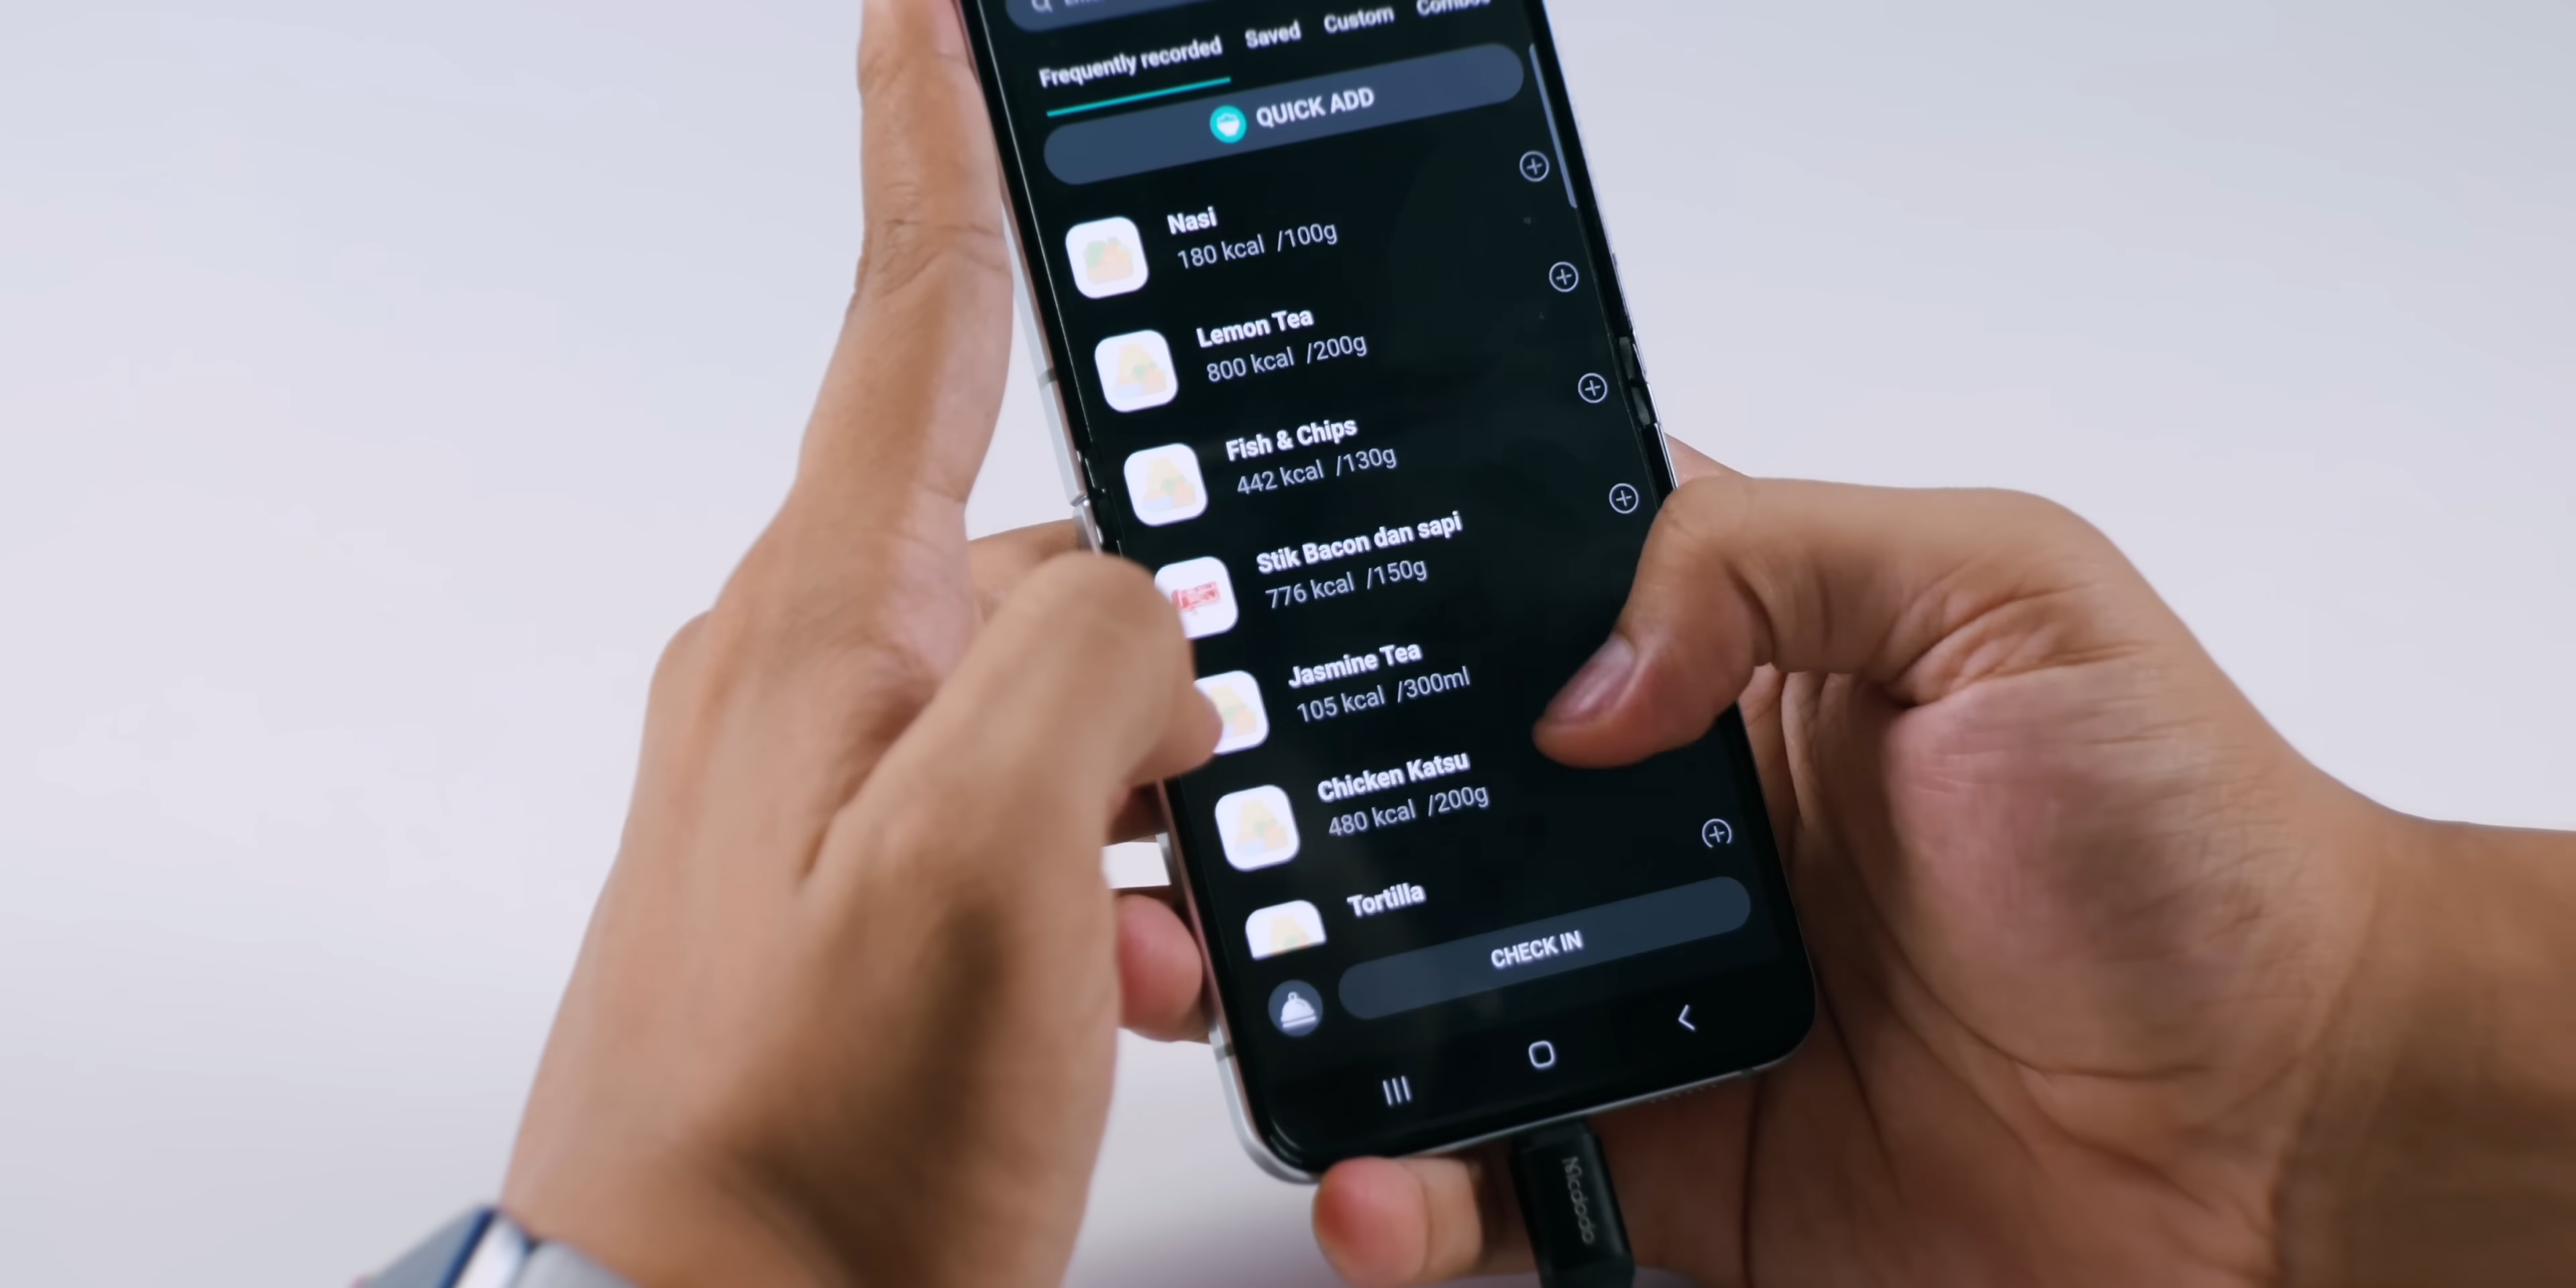 Frequently recorded Saved Custom Combos
QUICK ADD
Nasi
180 kcal /100g
Lemon Tea
800 kcal /200g
Fish & Chips
442 kcal /130g
Stik Bacon dan sapi
776 kcal /150g
Jasmine Tea
105 kcal /300ml
Chicken Katsu
480 kcal /200g
Tortilla
CHECK IN
Mcdodo